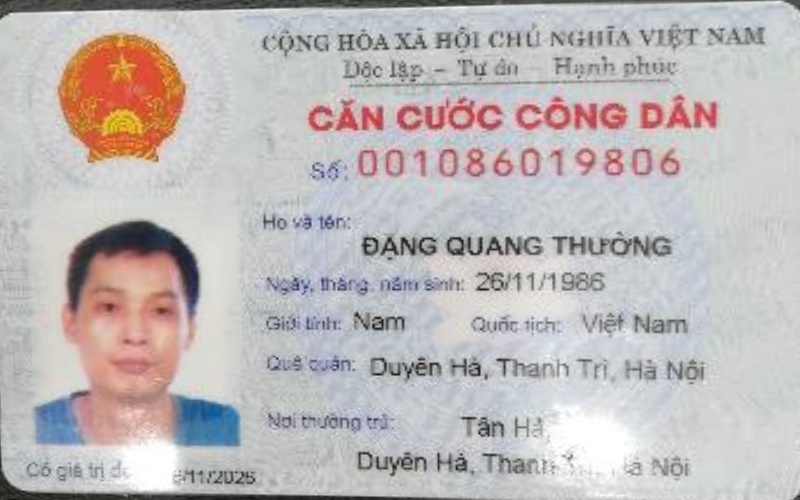 CỘNG HÒA XÃ HỘI CHỦ NGHĨA VIỆT NAM
Độc lập – Tự do – Hạnh phúc
CĂN CƯỚC CÔNG DÂN
Số: 001086019806
Họ và tên:
ĐẶNG QUANG THƯỜNG
Ngày, tháng, năm sinh: 26/11/1986
Giới tính: Nam Quốc tịch: Việt Nam
Quê quán: Duyên Hà, Thanh Trì, Hà Nội
Nơi thường trú: Tân Hà,
Duyên Hà, Thanh Trì, Hà Nội
Có giá trị /11/2026